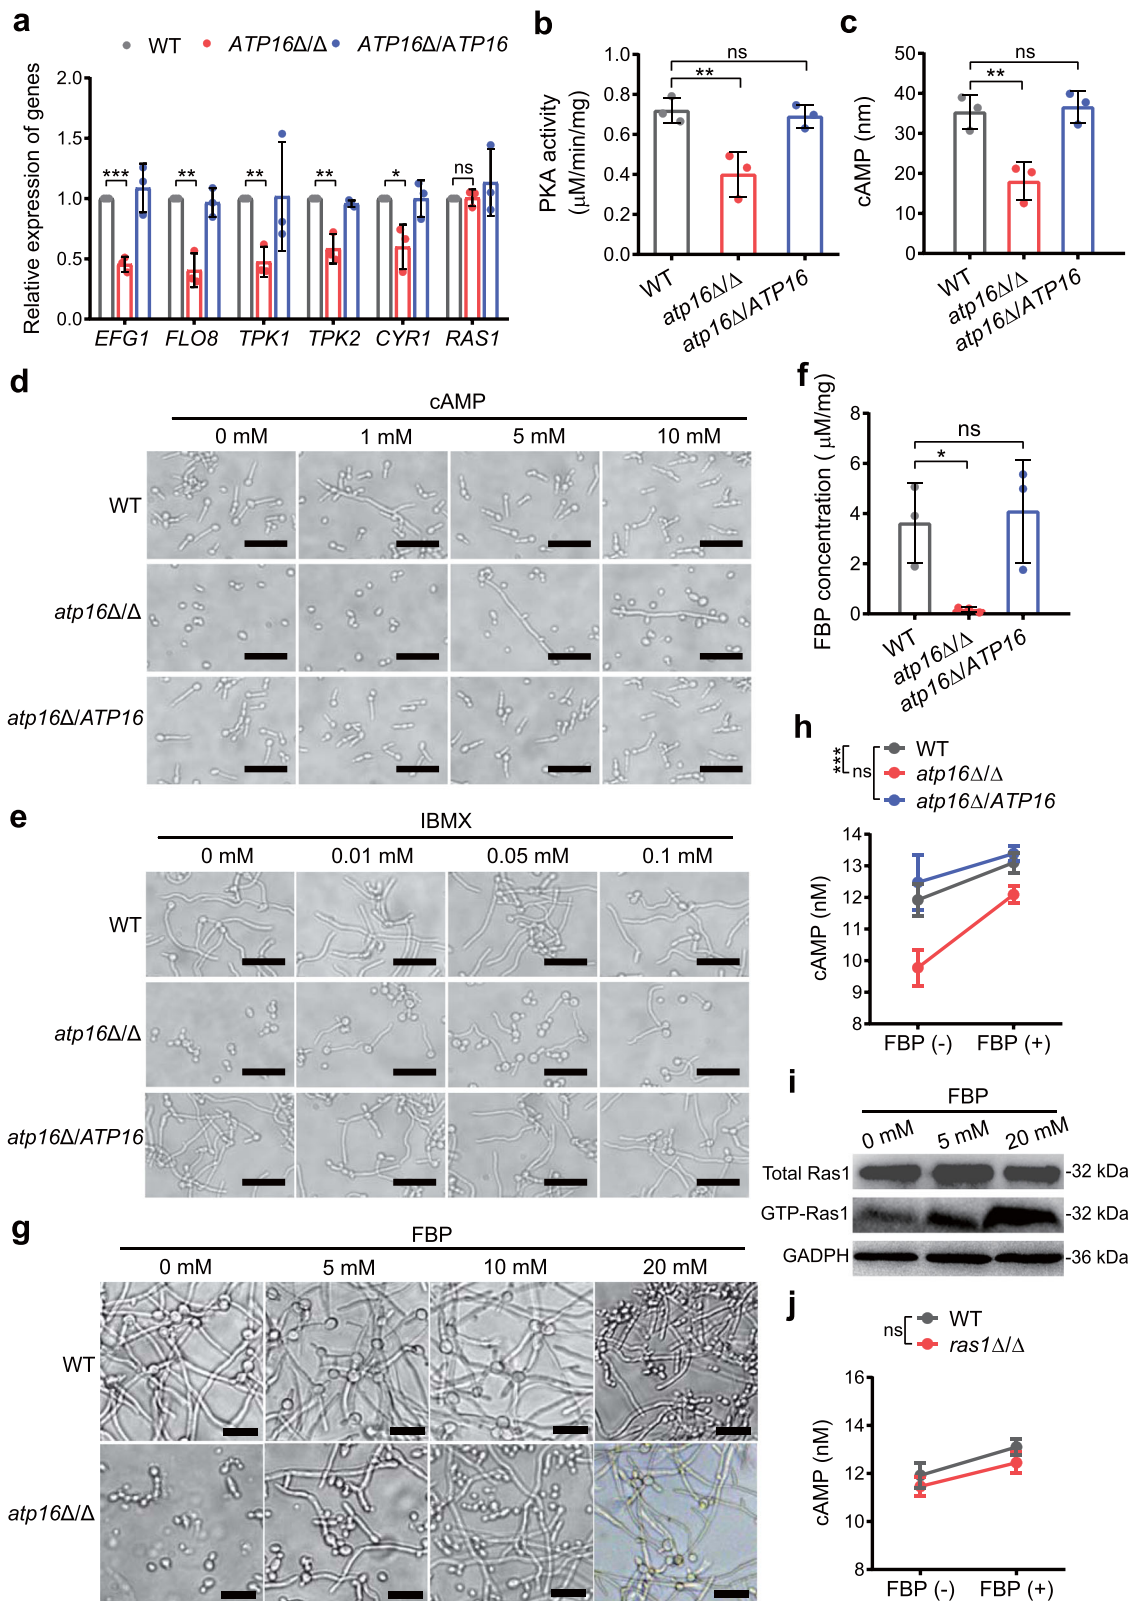 a
WT
ATP16Δ/Δ
ATP16Δ/ATP16
Relative expression of genes
2.0
1.5
1.0
0.5
0.0
***
**
**
**
*
ns
EFG1 FLO8 TPK1 TPK2 CYR1 RAS1
b
PKA activity
(μM/min/mg)
1.0
0.8
0.6
0.4
0.2
0.0
ns
**
WT
atp16Δ/Δ
atp16Δ/ATP16
c
cAMP (nm)
50
40
30
20
10
0
ns
**
WT
atp16Δ/Δ
atp16Δ/ATP16
d
cAMP
0 mM 1 mM 5 mM 10 mM
WT
atp16Δ/Δ
atp16Δ/ATP16
e
IBMX
0 mM 0.01 mM 0.05 mM 0.1 mM
WT
atp16Δ/Δ
atp16Δ/ATP16
f
FBP concentration ( μM/mg)
8
6
4
2
0
ns
*
WT
atp16Δ/Δ
atp16Δ/ATP16
g
FBP
0 mM 5 mM 10 mM 20 mM
WT
atp16Δ/Δ
h
***
ns
WT
atp16Δ/Δ
atp16Δ/ATP16
cAMP (nM)
14
13
12
11
10
9
8
FBP (-) FBP (+)
i
FBP
0 mM 5 mM 20 mM
Total Ras1 -32 kDa
GTP-Ras1 -32 kDa
GADPH -36 kDa
j
ns
WT
ras1Δ/Δ
cAMP (nM)
16
14
12
10
8
FBP (-) FBP (+)